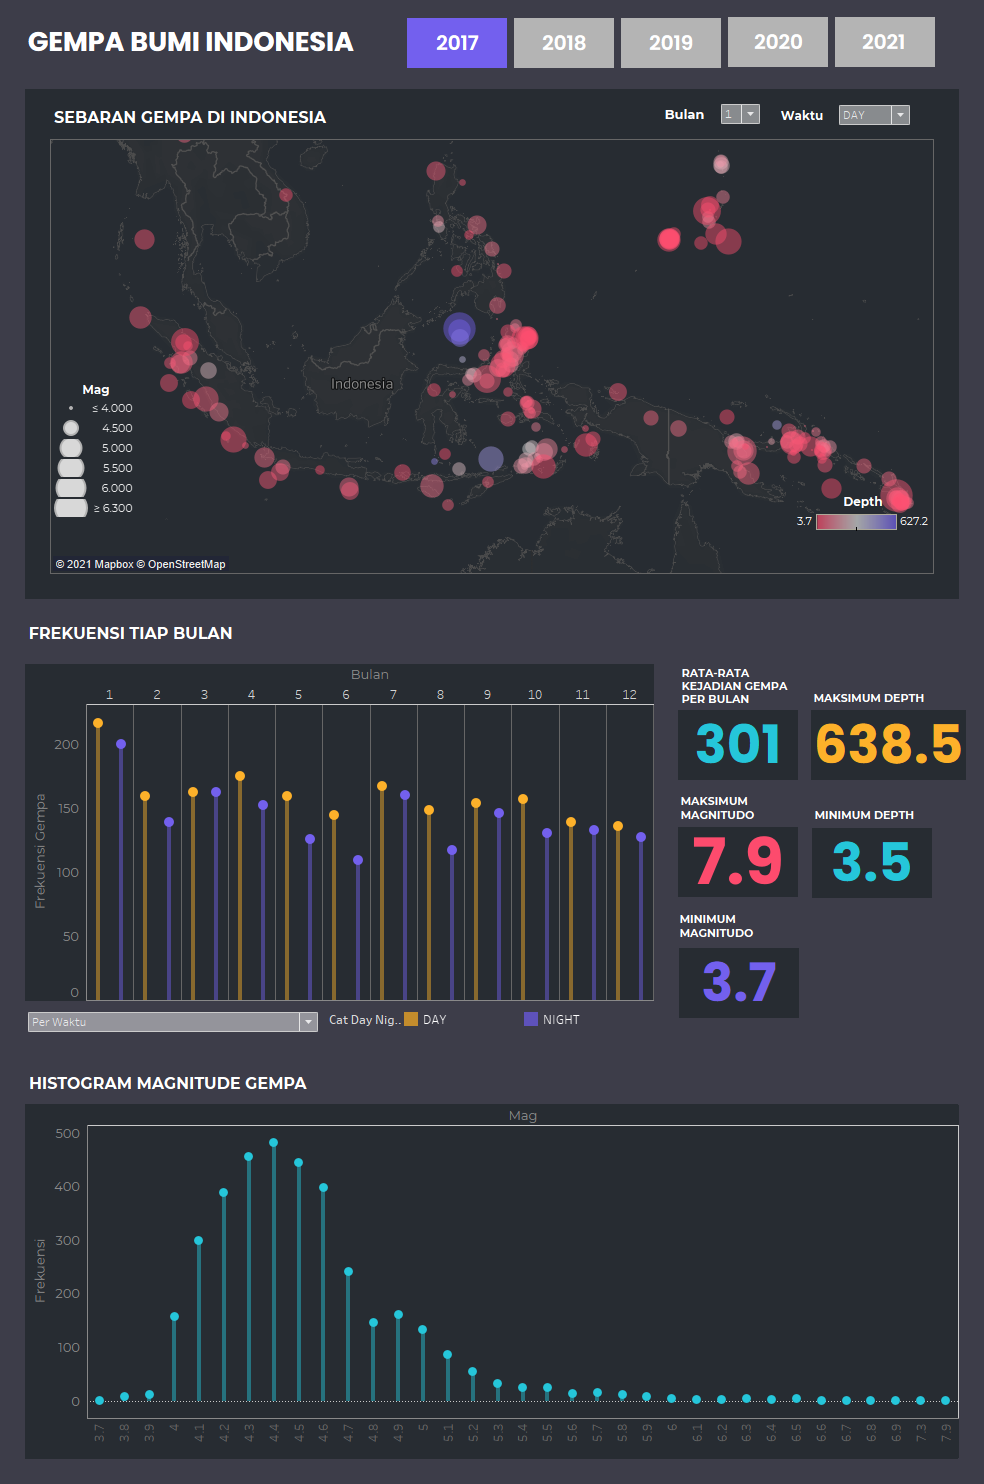 GEMPA BUMI INDONESIA
2017
2018
2019
2020
2021
SEBARAN GEMPA DI INDONESIA
Bulan
1
Waktu
DAY
Indonesia
Mag
≤ 4.000
4.500
5.000
5.500
6.000
≥ 6.300
Depth
3.7
627.2
© 2021 Mapbox © OpenStreetMap
FREKUENSI TIAP BULAN
Bulan
1 2 3 4 5 6 7 8 9 10 11 12
Frekuensi Gempa
200
150
100
50
0
Per Waktu
Cat Day Nig..
DAY
NIGHT
RATA-RATA
KEJADIAN GEMPA
PER BULAN
301
MAKSIMUM DEPTH
638.5
MAKSIMUM
MAGNITUDO
7.9
MINIMUM DEPTH
3.5
MINIMUM
MAGNITUDO
3.7
HISTOGRAM MAGNITUDE GEMPA
Mag
Frekuensi
500
400
300
200
100
0
3.7 3.8 3.9 4 4.1 4.2 4.3 4.4 4.5 4.6 4.7 4.8 4.9 5 5.1 5.2 5.3 5.4 5.5 5.6 5.7 5.8 5.9 6 6.1 6.2 6.3 6.4 6.5 6.6 6.7 6.8 6.9 7.3 7.9